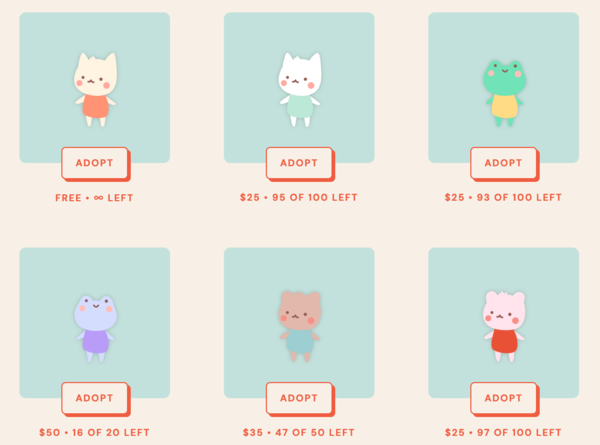 ADOPT
ADOPT
ADOPT
FREE • ∞ LEFT
$25 • 95 OF 100 LEFT
$25 • 93 OF 100 LEFT
ADOPT
ADOPT
ADOPT
$50 • 16 OF 20 LEFT
$35 • 47 OF 50 LEFT
$25 • 97 OF 100 LEFT